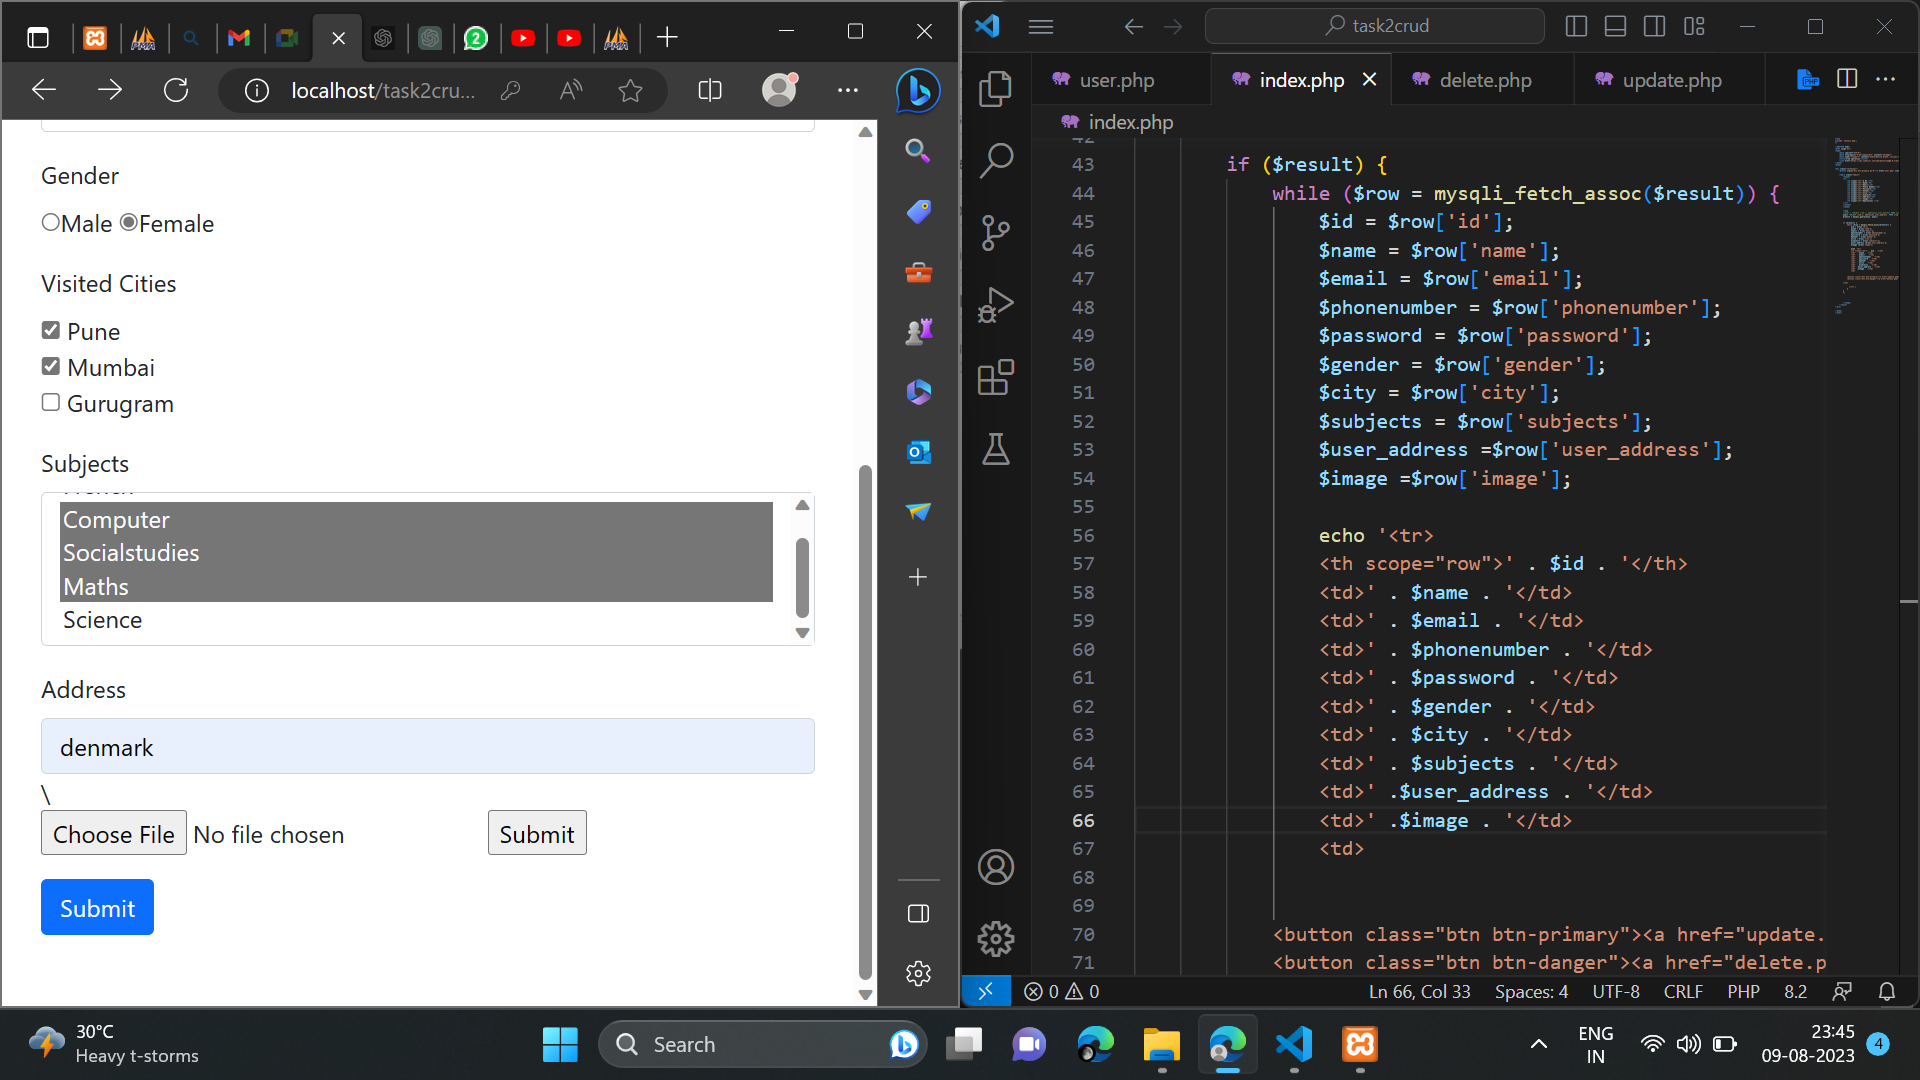 localhost/task2cru...
Gender
Male Female
Visited Cities
Pune
Mumbai
Gurugram
Subjects
Computer
Socialstudies
Maths
Science
Address
denmark
\
Choose File No file chosen Submit
Submit
task2crud
user.php index.php delete.php update.php
index.php
42
43 if ($result) {
44 while ($row = mysqli_fetch_assoc($result)) {
45 $id = $row['id'];
46 $name = $row['name'];
47 $email = $row['email'];
48 $phonenumber = $row['phonenumber'];
49 $password = $row['password'];
50 $gender = $row['gender'];
51 $city = $row['city'];
52 $subjects = $row['subjects'];
53 $user_address =$row['user_address'];
54 $image =$row['image'];
55
56 echo '<tr>
57 <th scope="row">' . $id . '</th>
58 <td>' . $name . '</td>
59 <td>' . $email . '</td>
60 <td>' . $phonenumber . '</td>
61 <td>' . $password . '</td>
62 <td>' . $gender . '</td>
63 <td>' . $city . '</td>
64 <td>' . $subjects . '</td>
65 <td>' .$user_address . '</td>
66 <td>' .$image . '</td>
67 <td>
68
69
70 <button class="btn btn-primary"><a href="update.
71 <button class="btn btn-danger"><a href="delete.p
0 0 Ln 66, Col 33 Spaces: 4 UTF-8 CRLF PHP 8.2
30°C
Heavy t-storms
Search
ENG
IN
23:45
09-08-2023
4